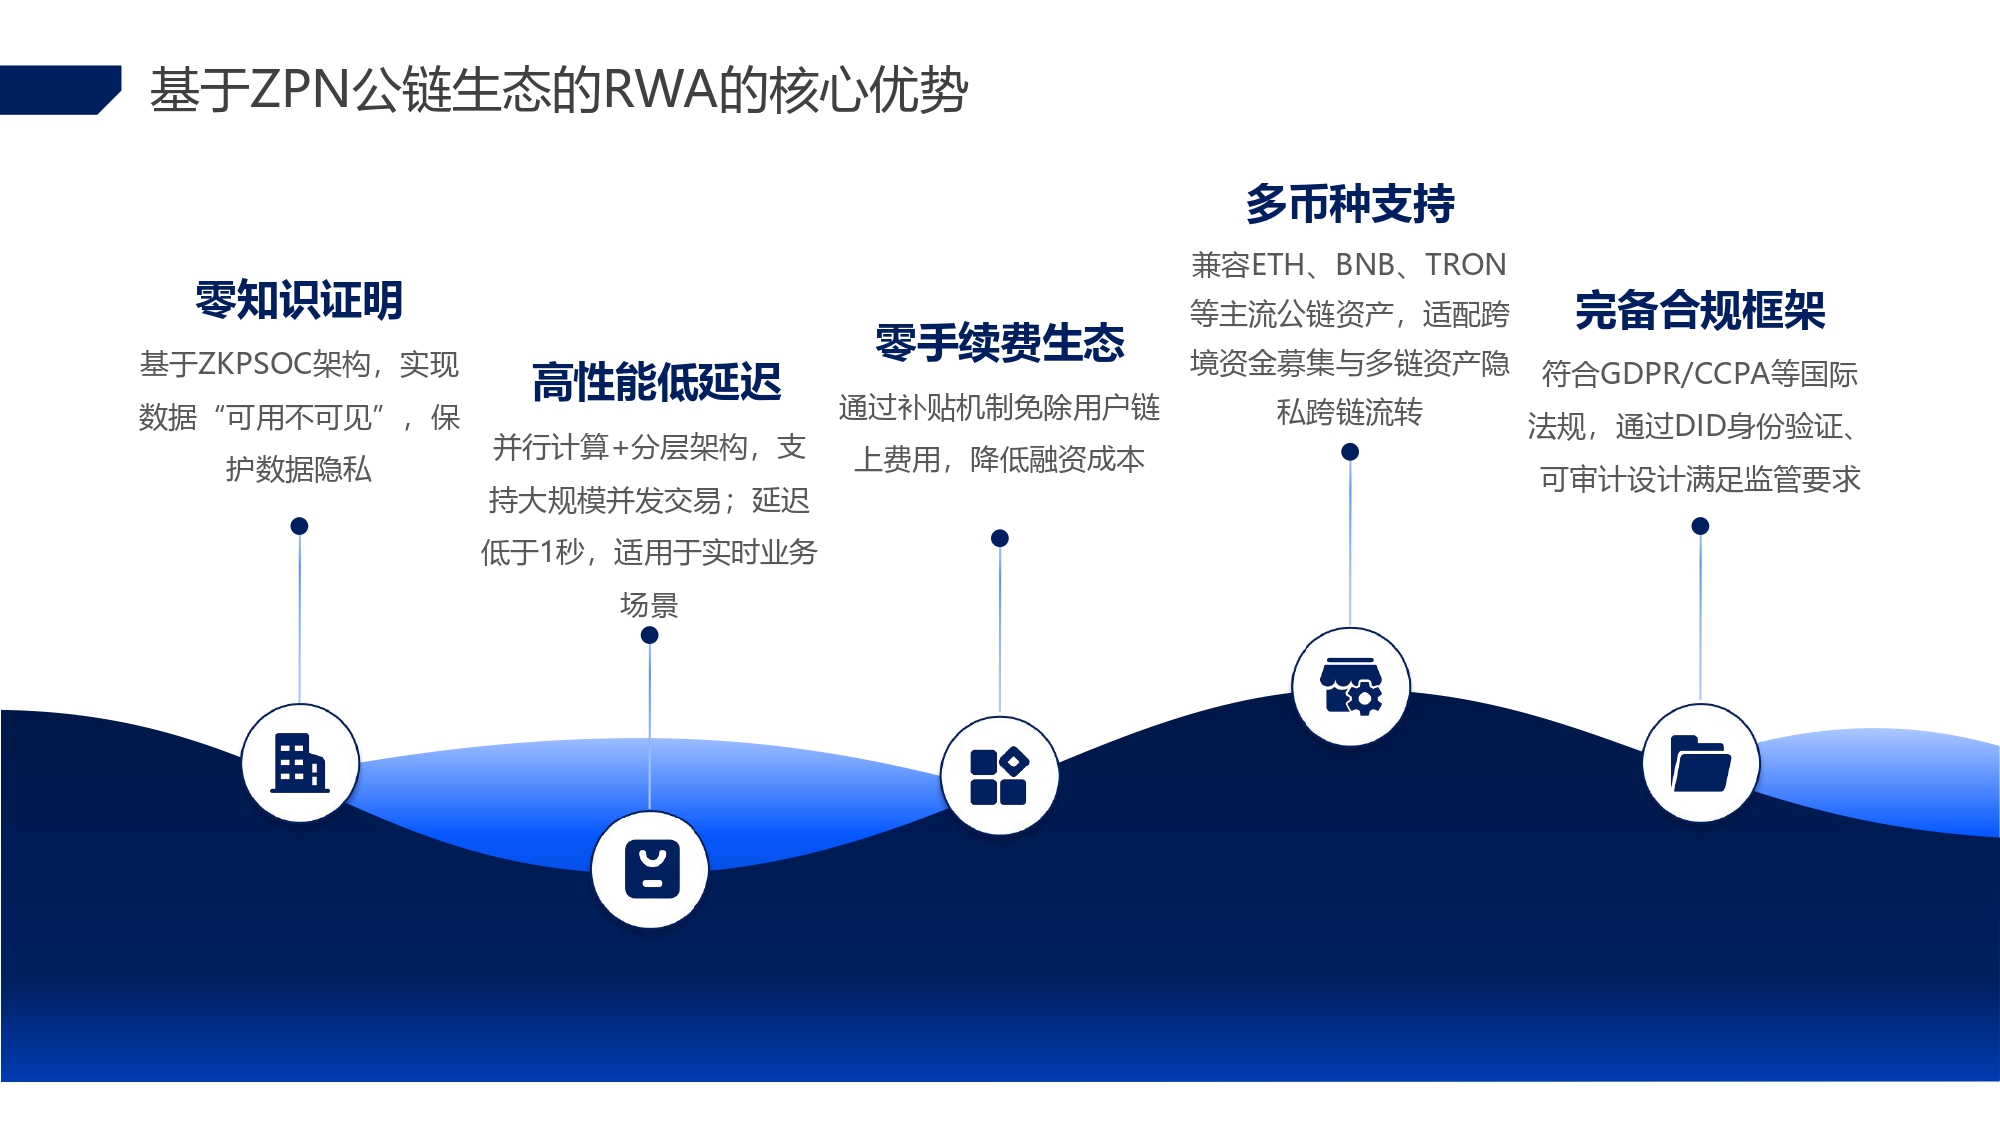 基于ZPN公链生态的RWA的核心优势
零知识证明
基于ZKPSOC架构，实现
数据“可用不可见”，保
护数据隐私
高性能低延迟
并行计算+分层架构，支
持大规模并发交易；延迟
低于1秒，适用于实时业务
场景
零手续费生态
通过补贴机制免除用户链
上费用，降低融资成本
多币种支持
兼容ETH、BNB、TRON
等主流公链资产，适配跨
境资金募集与多链资产隐
私跨链流转
完备合规框架
符合GDPR/CCPA等国际
法规，通过DID身份验证、
可审计设计满足监管要求